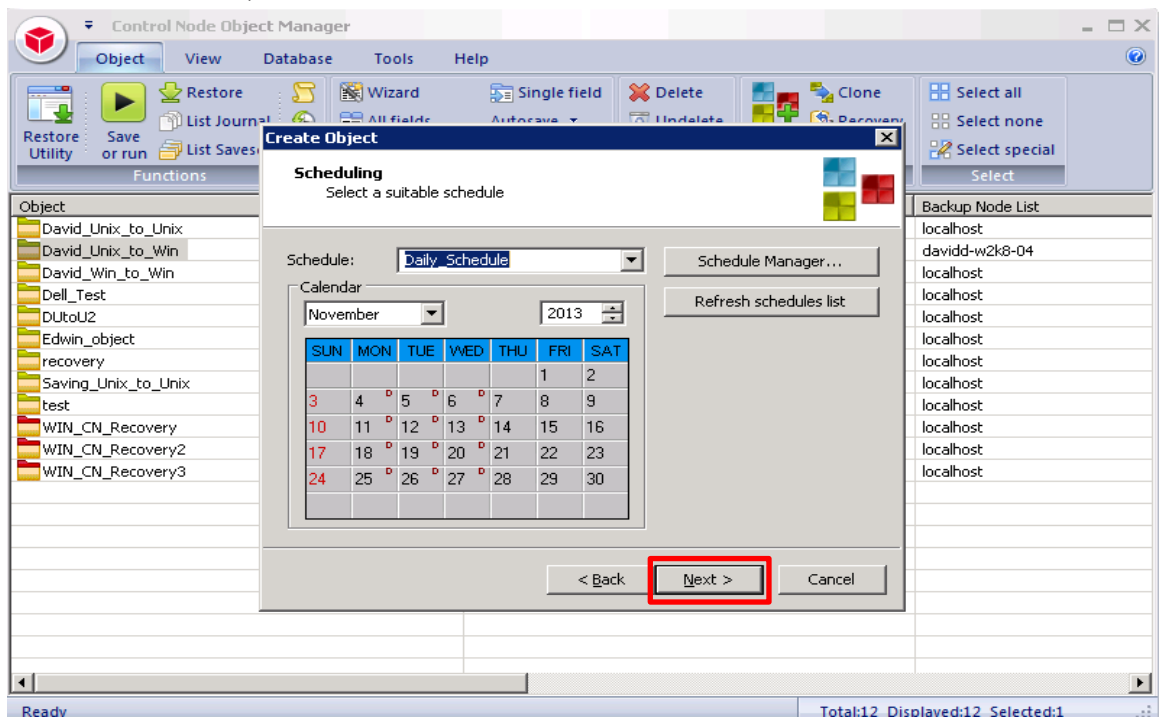 Control Node Object Manager
Object View Database Tools Help
Restore Wizard Single field Delete Clone Select all
List Journal All fields Autosave Undelete Recovery Select none
Restore Utility Save or run List Saves Select special
Functions Select
Create Object
Scheduling
Select a suitable schedule
Object Backup Node List
David_Unix_to_Unix localhost
David_Unix_to_Win davidd-w2k8-04
David_Win_to_Win localhost
Dell_Test localhost
DUtoU2 localhost
Edwin_object localhost
recovery localhost
Saving_Unix_to_Unix localhost
test localhost
WIN_CN_Recovery localhost
WIN_CN_Recovery2 localhost
WIN_CN_Recovery3 localhost
Schedule: Daily_Schedule Schedule Manager...
Calendar Refresh schedules list
November 2013
SUN MON TUE WED THU FRI SAT
1 2
3 4 D 5 D 6 D 7 8 9
10 11 D 12 D 13 D 14 15 16
17 18 D 19 D 20 D 21 22 23
24 25 D 26 D 27 D 28 29 30
< Back Next > Cancel
Ready Total:12 Displayed:12 Selected:1